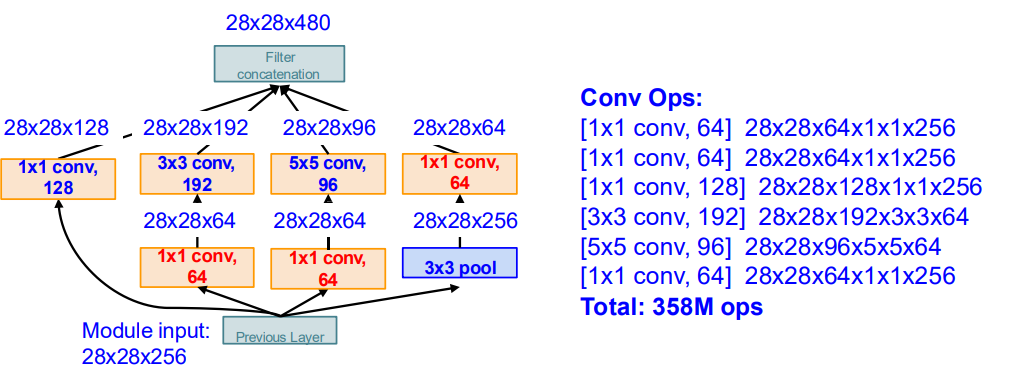 28x28x480
Filter
concatenation
28x28x128
28x28x192
28x28x96
28x28x64
1x1 conv,
128
3x3 conv,
192
5x5 conv,
96
1x1 conv,
64
28x28x64
28x28x64
28x28x256
1x1 conv,
64
1x1 conv,
64
3x3 pool
Previous Layer
Module input:
28x28x256
Conv Ops:
[1x1 conv, 64] 28x28x64x1x1x256
[1x1 conv, 64] 28x28x64x1x1x256
[1x1 conv, 128] 28x28x128x1x1x256
[3x3 conv, 192] 28x28x192x3x3x64
[5x5 conv, 96] 28x28x96x5x5x64
[1x1 conv, 64] 28x28x64x1x1x256
Total: 358M ops